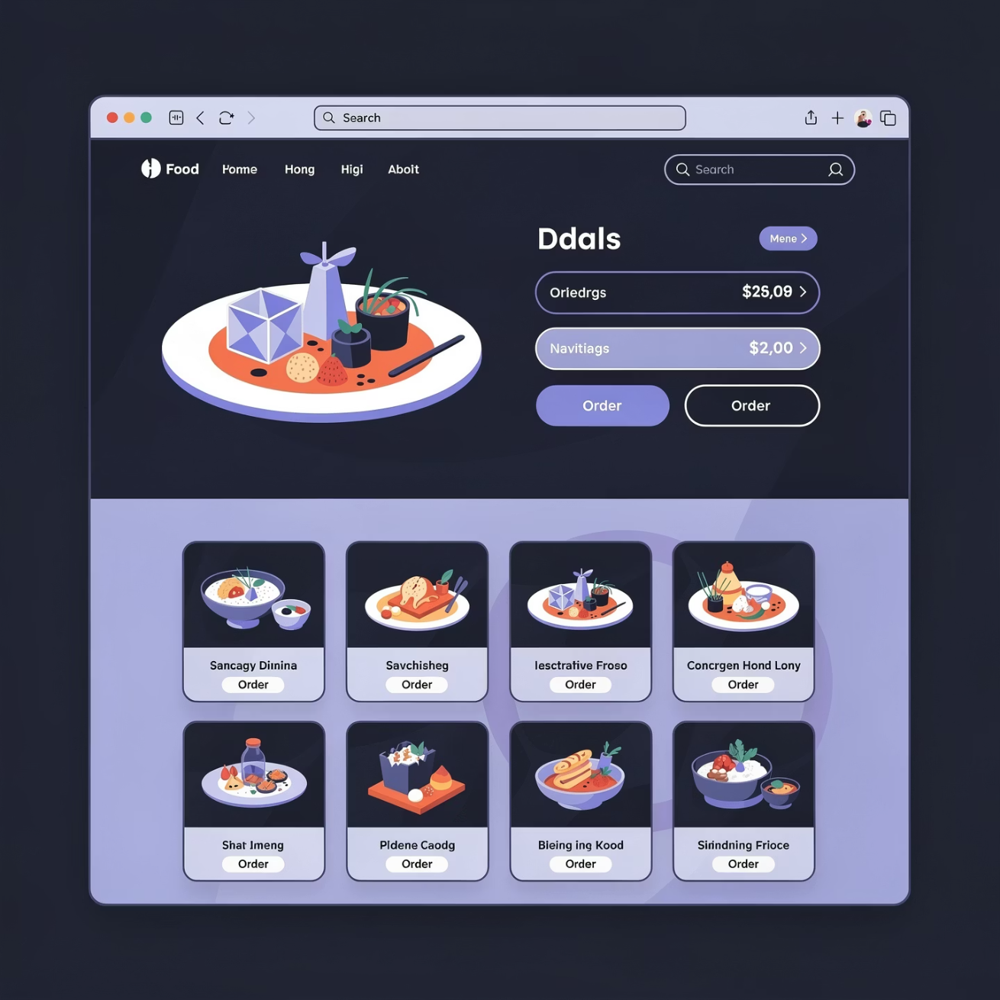 Search
Food Home Hong Higi Aboit
Search
Ddals
Mene
Oriedrgs $25,09
Navitiags $2,00
Order Order
Sancagy Dinina
Order
Savchisheg
Order
Iesctrative Froso
Order
Concrgen Hond Lony
Order
Shat Imeng
Order
Pldene Caodg
Order
Bieing ing Kood
Order
Sirindning Frioce
Order